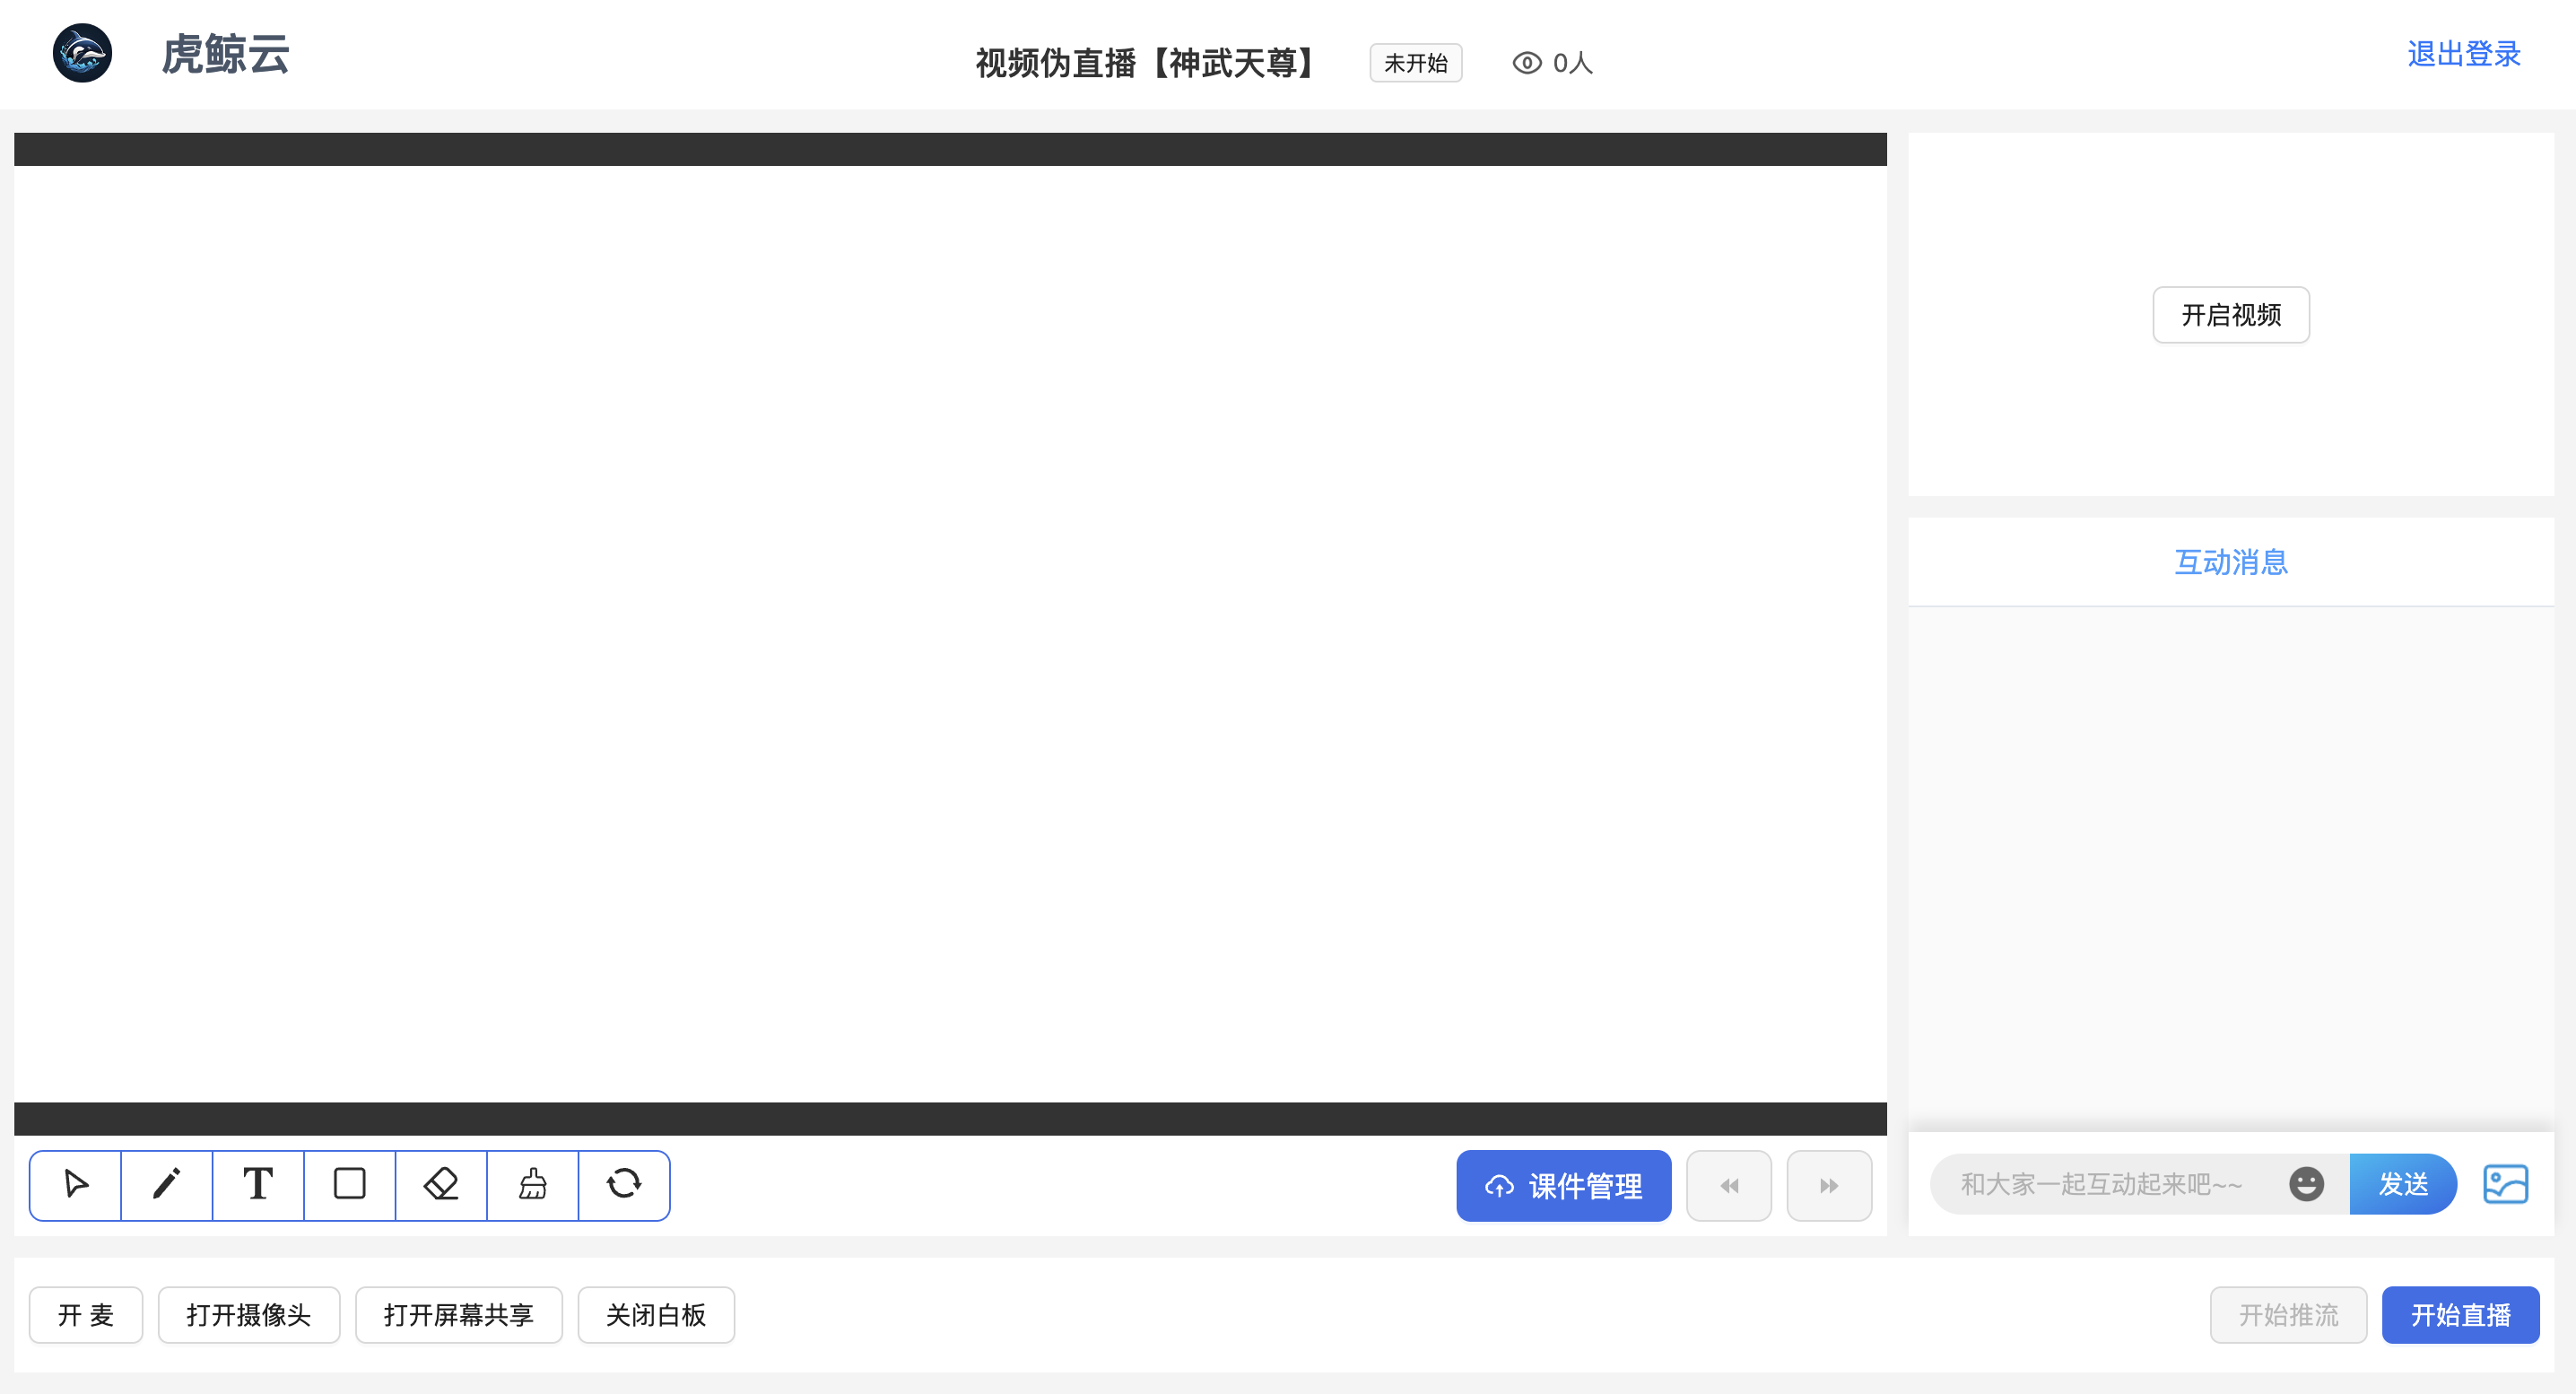 虎鲸云
视频伪直播【神武天尊】 未开始 0人
退出登录
开启视频
互动消息
T
课件管理
和大家一起互动起来吧~~ 发送
开 麦 打开摄像头 打开屏幕共享 关闭白板
开始推流 开始直播